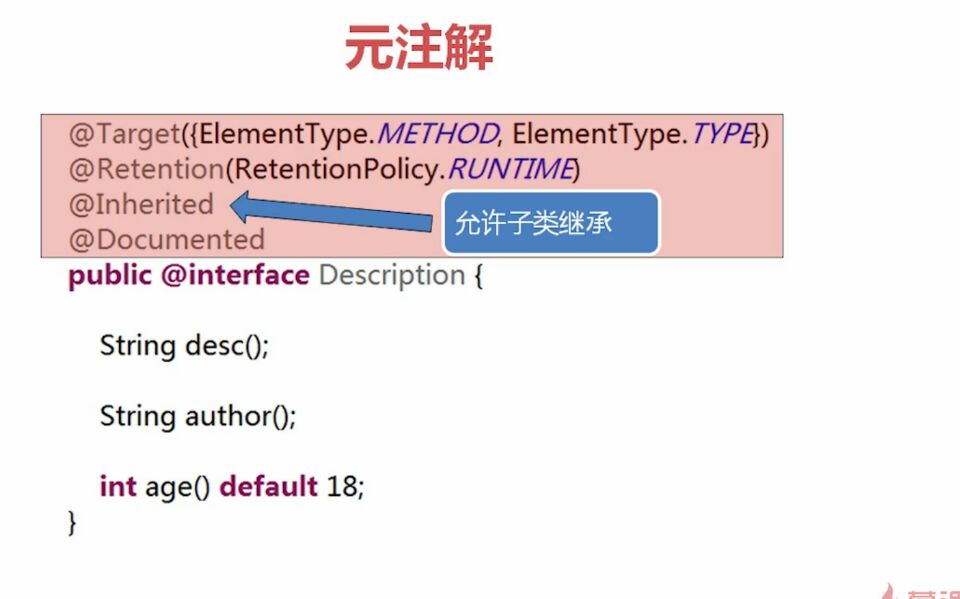 元注解
@Target({ElementType.METHOD, ElementType.TYPE})
@Retention(RetentionPolicy.RUNTIME)
@Inherited
允许子类继承
@Documented
public @interface Description {
String desc();
String author();
int age() default 18;
}